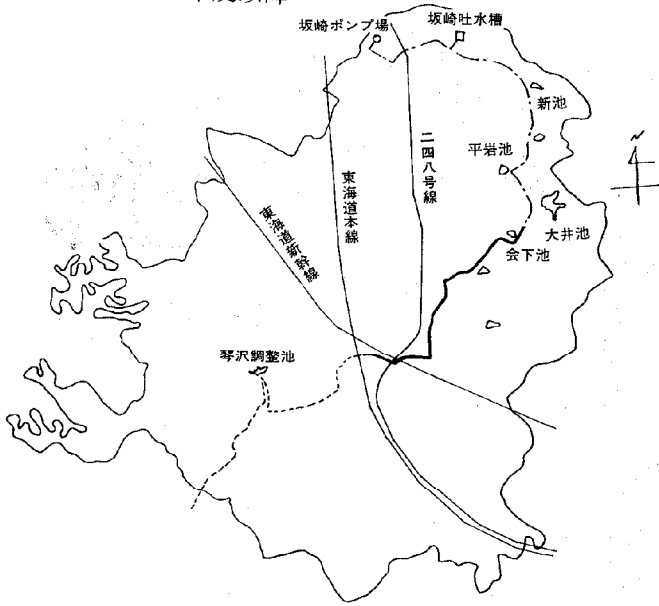 坂崎ポンプ場
坂崎吐水槽
新池
平岩池
二四八号線
東海道本線
東海道新幹線
大井池
会下池
琴沢調整池
N